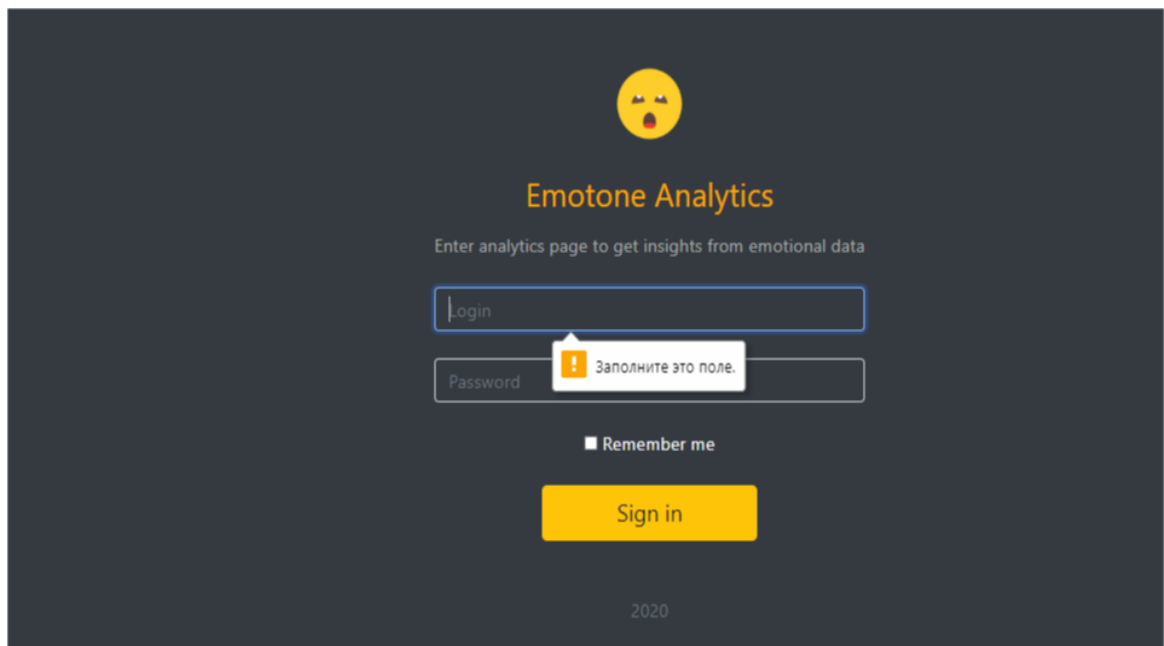 Emotone Analytics
Enter analytics page to get insights from emotional data
Login
Заполните это поле.
Password
Remember me
Sign in
2020